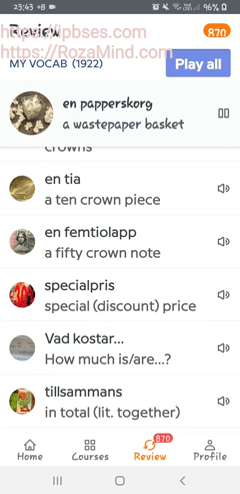 23:43 +B
96%
Review
870
http://ipbses.com
https://RozaMind.com
MY VOCAB (1922)
Play all
en papperskorg
a wastepaper basket
crowns
en tia
a ten crown piece
en femtiolapp
a fifty crown note
specialpris
special (discount) price
Vad kostar...
How much is/are...?
tillsammans
in total (lit. together)
870
Home
Courses
Review
Profile